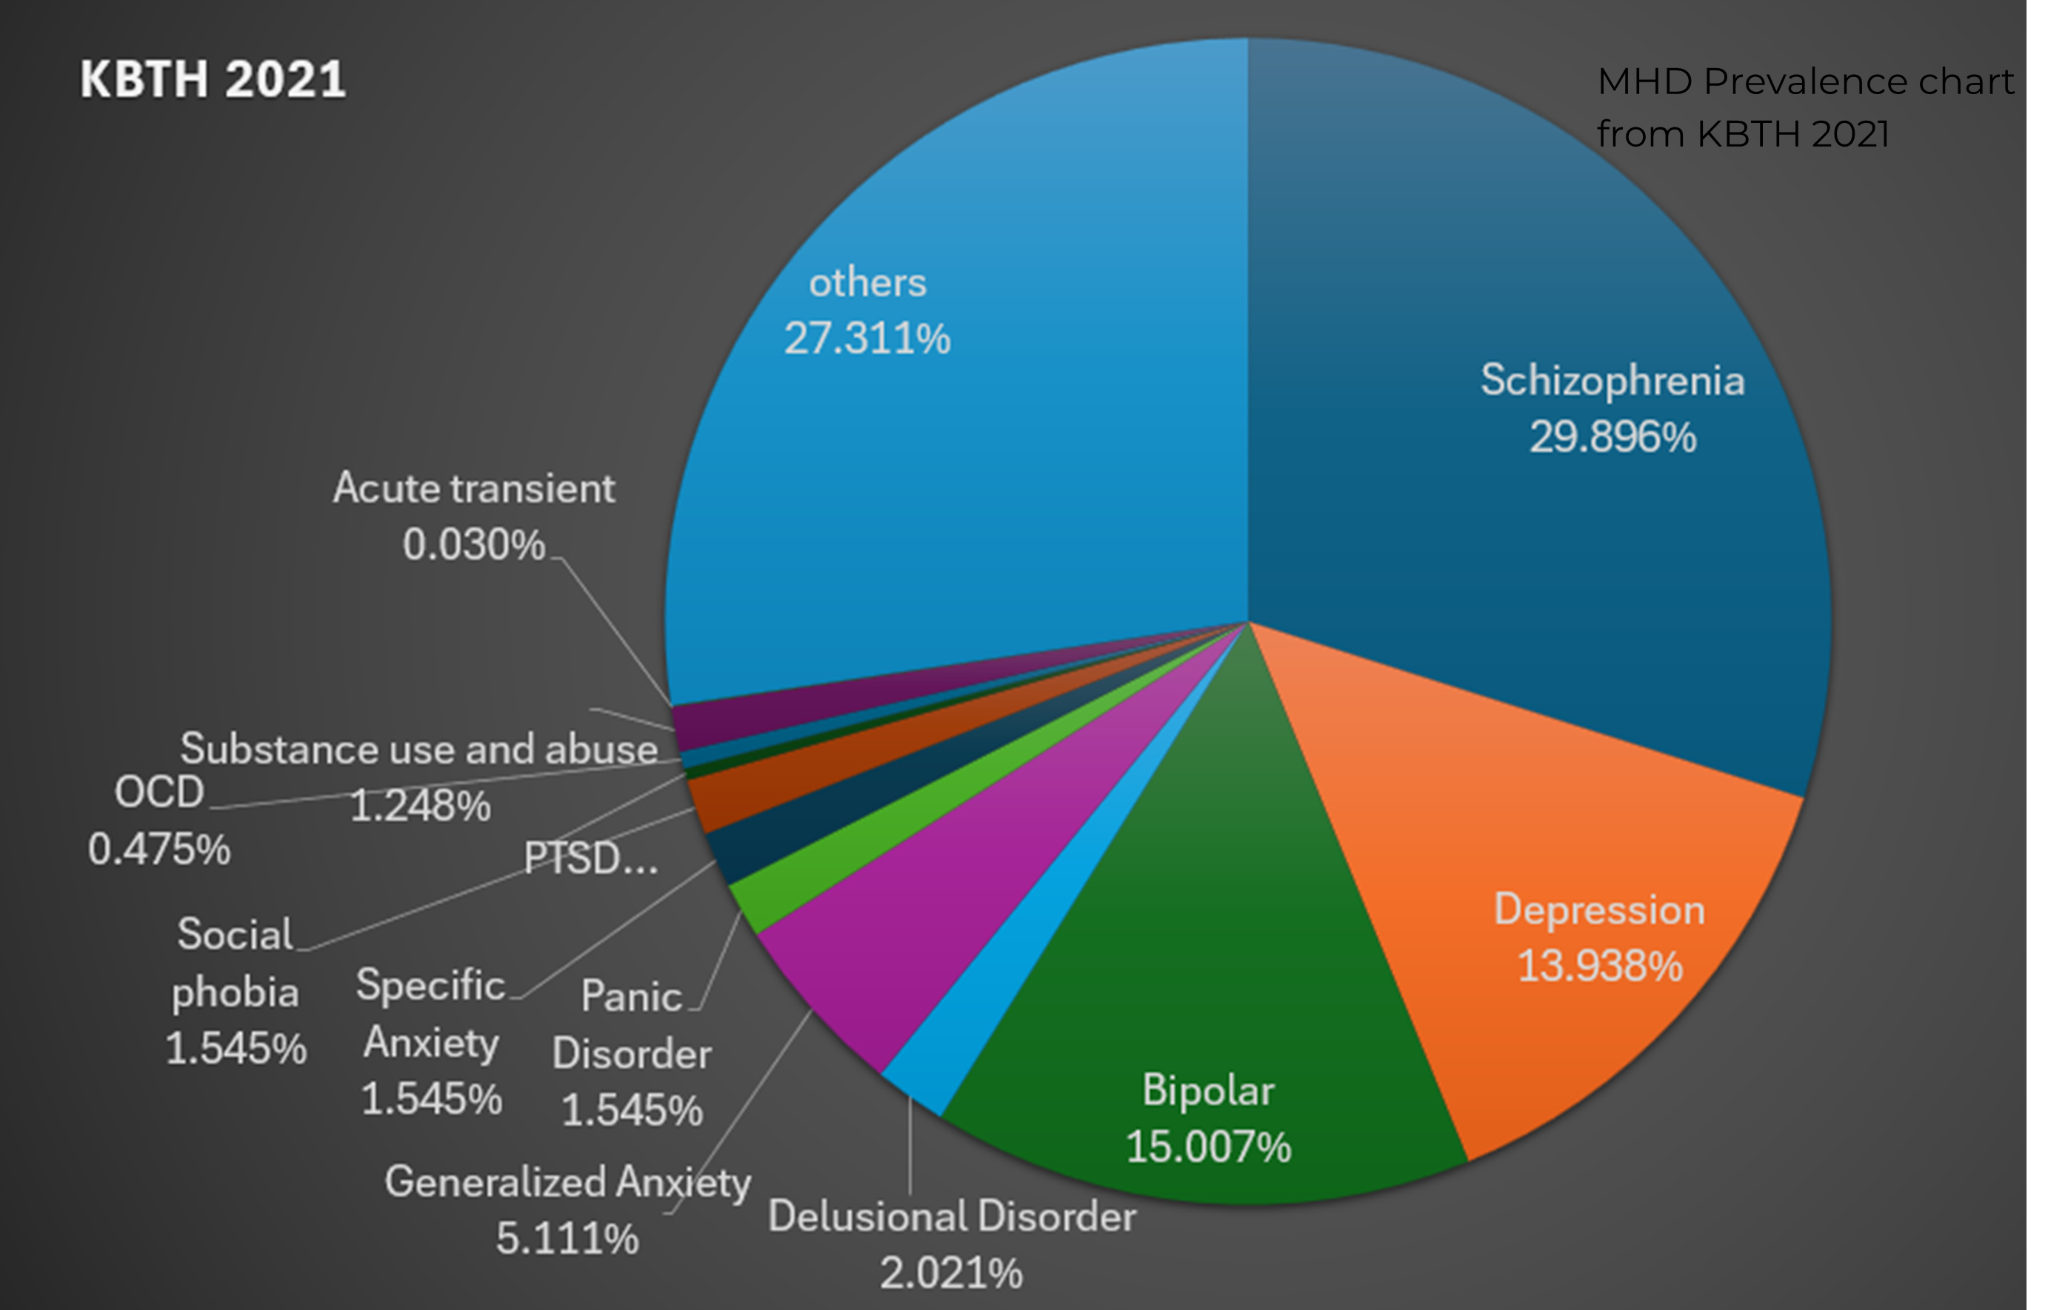 KBTH 2021
MHD Prevalence chart
from KBTH 2021
others
27.311%
Schizophrenia
29.896%
Acute transient
0.030%
Substance use and abuse
1.248%
OCD
0.475%
PTSD...
Depression
13.938%
Social
phobia
1.545%
Specific
Anxiety
1.545%
Panic
Disorder
1.545%
Bipolar
15.007%
Generalized Anxiety
5.111%
Delusional Disorder
2.021%